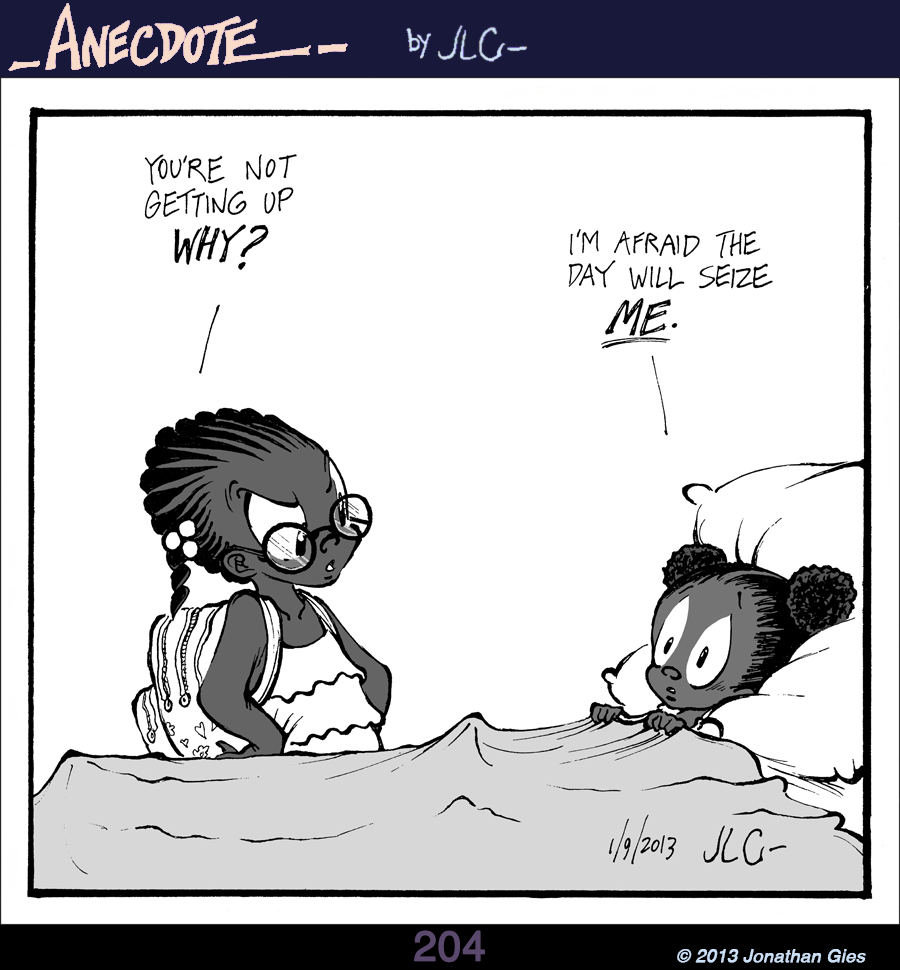 ANECDOTE
by JLG-
YOU'RE NOT
GETTING UP
WHY?
I'M AFRAID THE
DAY WILL SEIZE
ME.
1/9/2013 JLG-
204
© 2013 Jonathan Gies